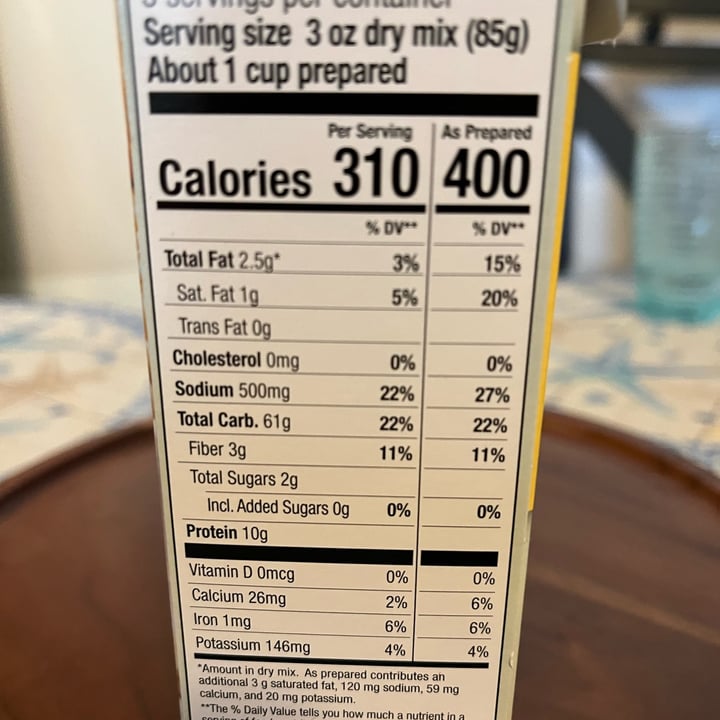 servings per container
Serving size 3 oz dry mix (85g)
About 1 cup prepared
Per Serving As Prepared
Calories 310 400
% DV** % DV**
Total Fat 2.5g* 3% 15%
Sat. Fat 1g 5% 20%
Trans Fat 0g
Cholesterol 0mg 0% 0%
Sodium 500mg 22% 27%
Total Carb. 61g 22% 22%
Fiber 3g 11% 11%
Total Sugars 2g
Incl. Added Sugars 0g 0% 0%
Protein 10g
Vitamin D 0mcg 0% 0%
Calcium 26mg 2% 6%
Iron 1mg 6% 6%
Potassium 146mg 4% 4%
*Amount in dry mix. As prepared contributes an
additional 3 g saturated fat, 120 mg sodium, 59 mg
calcium, and 20 mg potassium.
**The % Daily Value tells you how much a nutrient in a